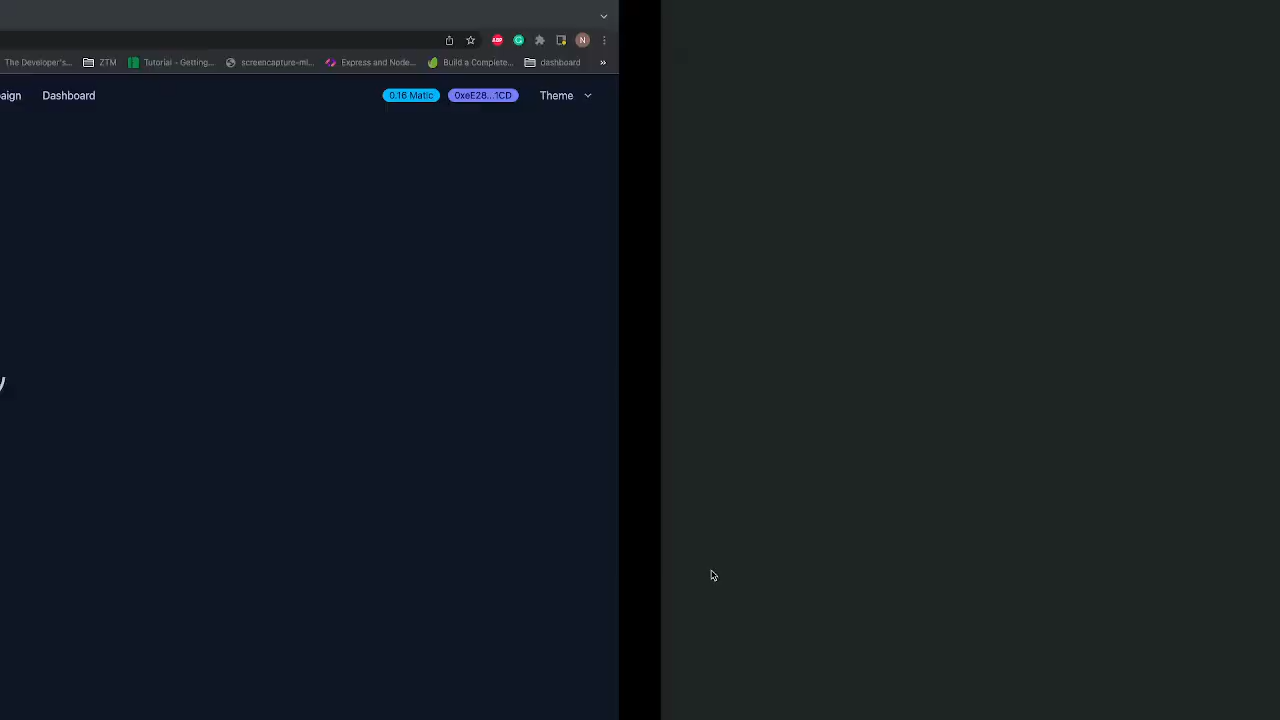 ABP
G
N
The Developer's...
ZTM
Tutorial - Getting...
screencapture-mi...
Express and Node...
Build a Complete...
dashboard
»
aign
Dashboard
0.16 Matic
0xeE28...1CD
Theme
y